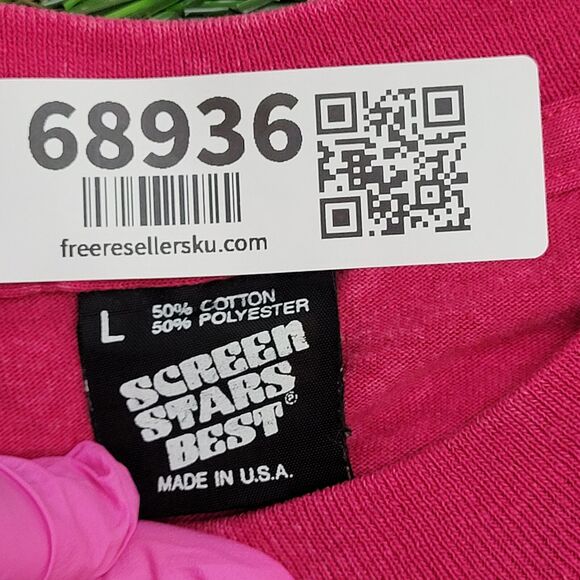 68936
freeresellersku.com
L
50% COTTON
50% POLYESTER
SCREEN
STARS
BEST
MADE IN U.S.A.